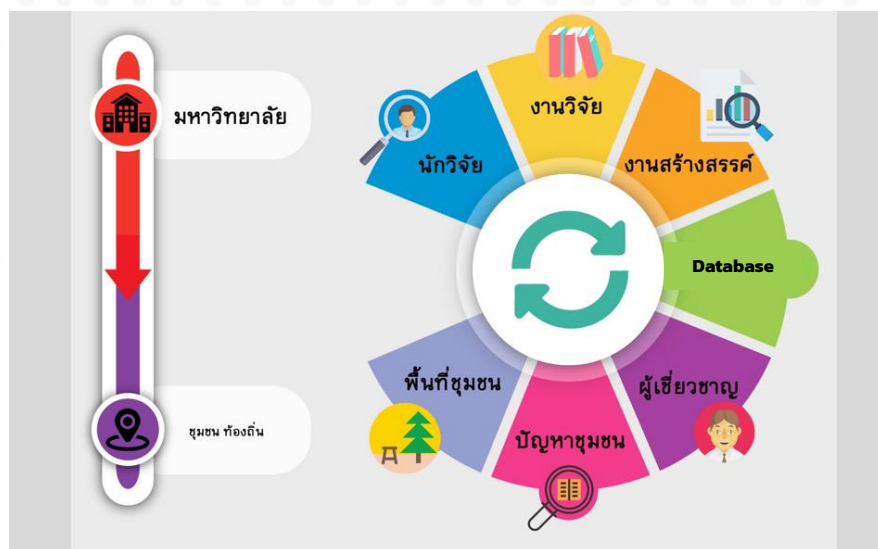 มหาวิทยาลัย
ชุมชน ท้องถิ่น
นักวิจัย
งานวิจัย
งานสร้างสรรค์
Database
ผู้เชี่ยวชาญ
ปัญหาชุมชน
พื้นที่ชุมชน